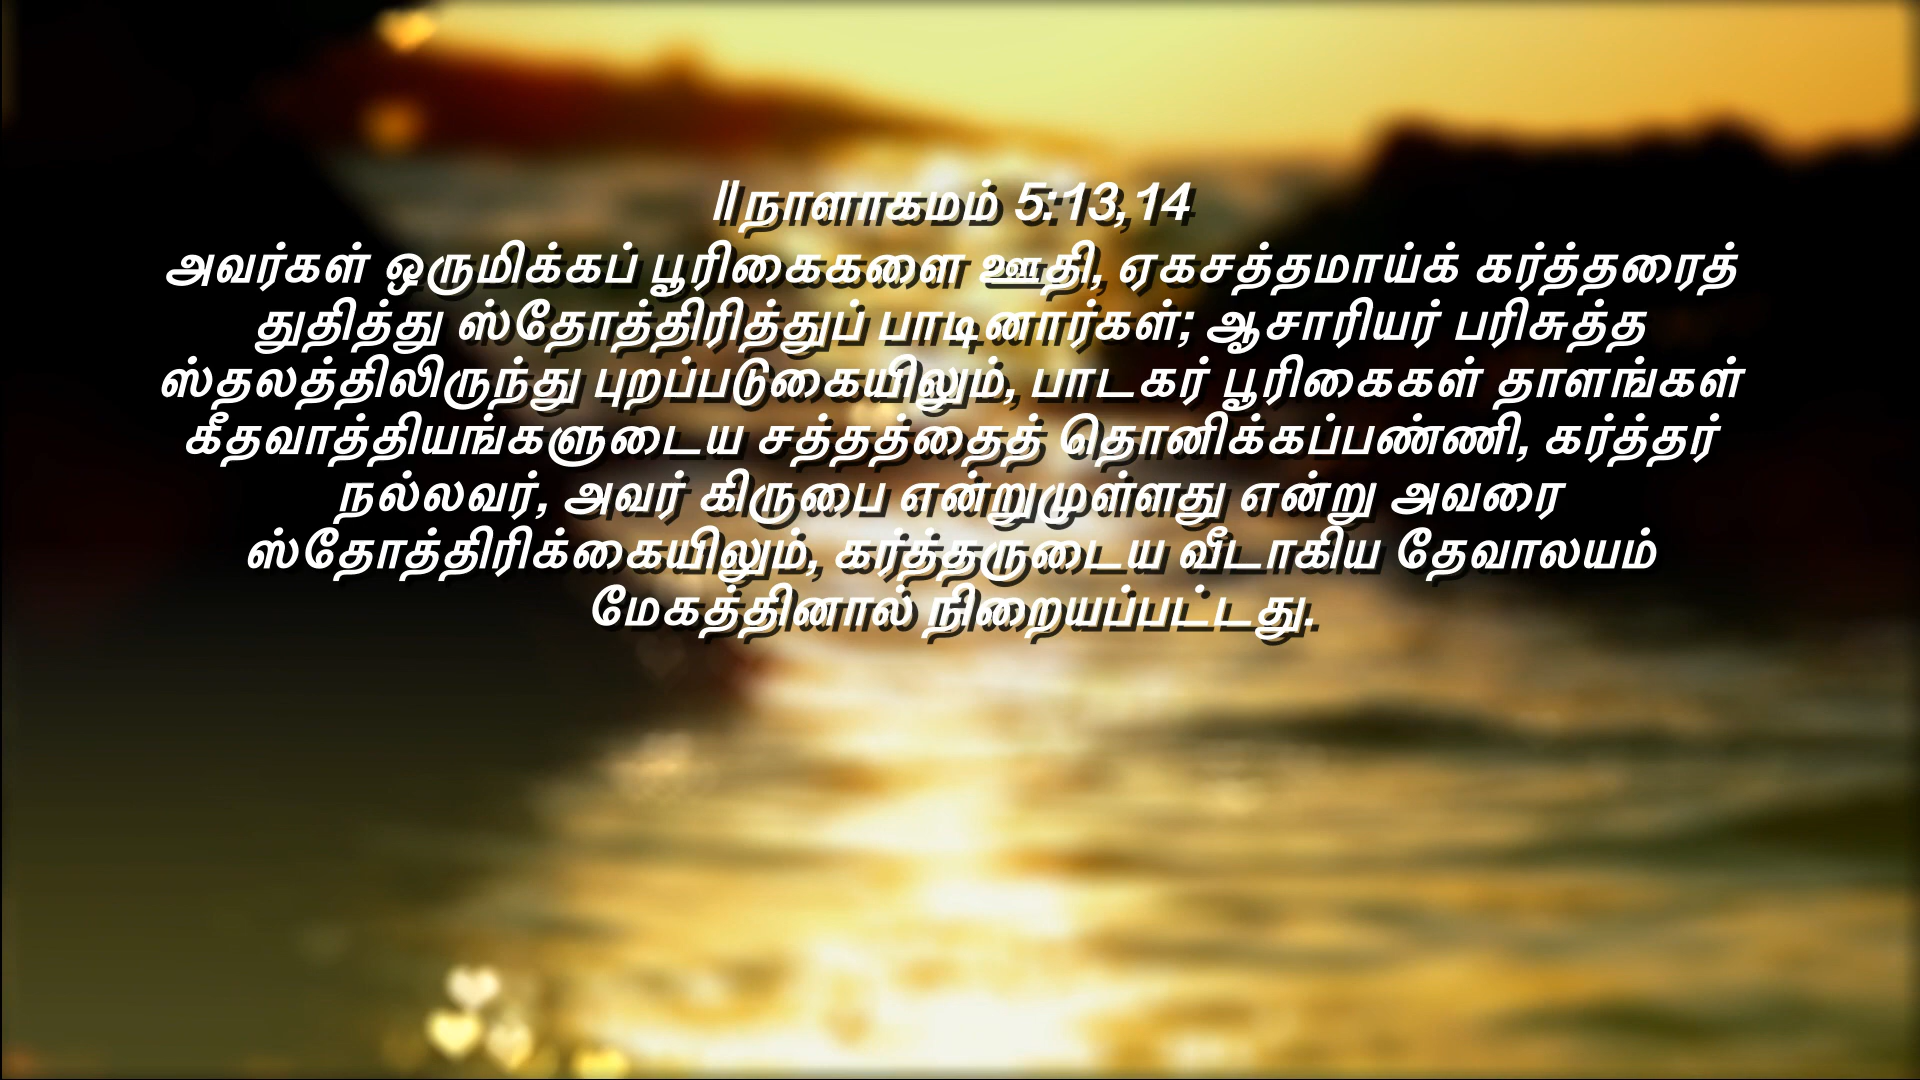 II நாளாகமம் 5:13,14
அவர்கள் ஒருமிக்கப் பூரிகைகளை ஊதி, ஏகசத்தமாய்க் கர்த்தரைத்
துதித்து ஸ்தோத்திரித்துப் பாடினார்கள்; ஆசாரியர் பரிசுத்த
ஸ்தலத்திலிருந்து புறப்படுகையிலும், பாடகர் பூரிகைகள் தாளங்கள்
கீதவாத்தியங்களுடைய சத்தத்தைத் தொனிக்கப்பண்ணி, கர்த்தர்
நல்லவர், அவர் கிருபை என்றுமுள்ளது என்று அவரை
ஸ்தோத்திரிக்கையிலும், கர்த்தருடைய வீடாகிய தேவாலயம்
மேகத்தினால் நிறையப்பட்டது.